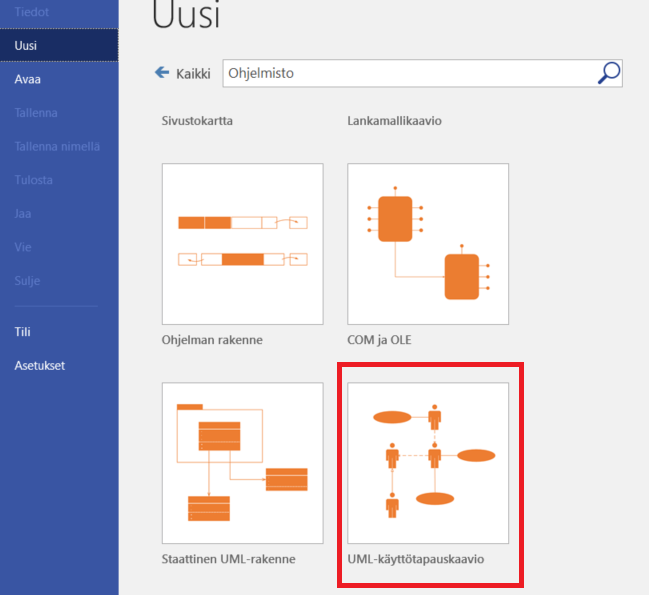 Tiedot
Uusi
Avaa
Tallenna
Tallenna nimellä
Tulosta
Jaa
Vie
Sulje
Tili
Asetukset
Uusi
Kaikki
Ohjelmisto
Sivustokartta
Lankamallikaavio
Ohjelman rakenne
COM ja OLE
Staattinen UML-rakenne
UML-käyttötapauskaavio